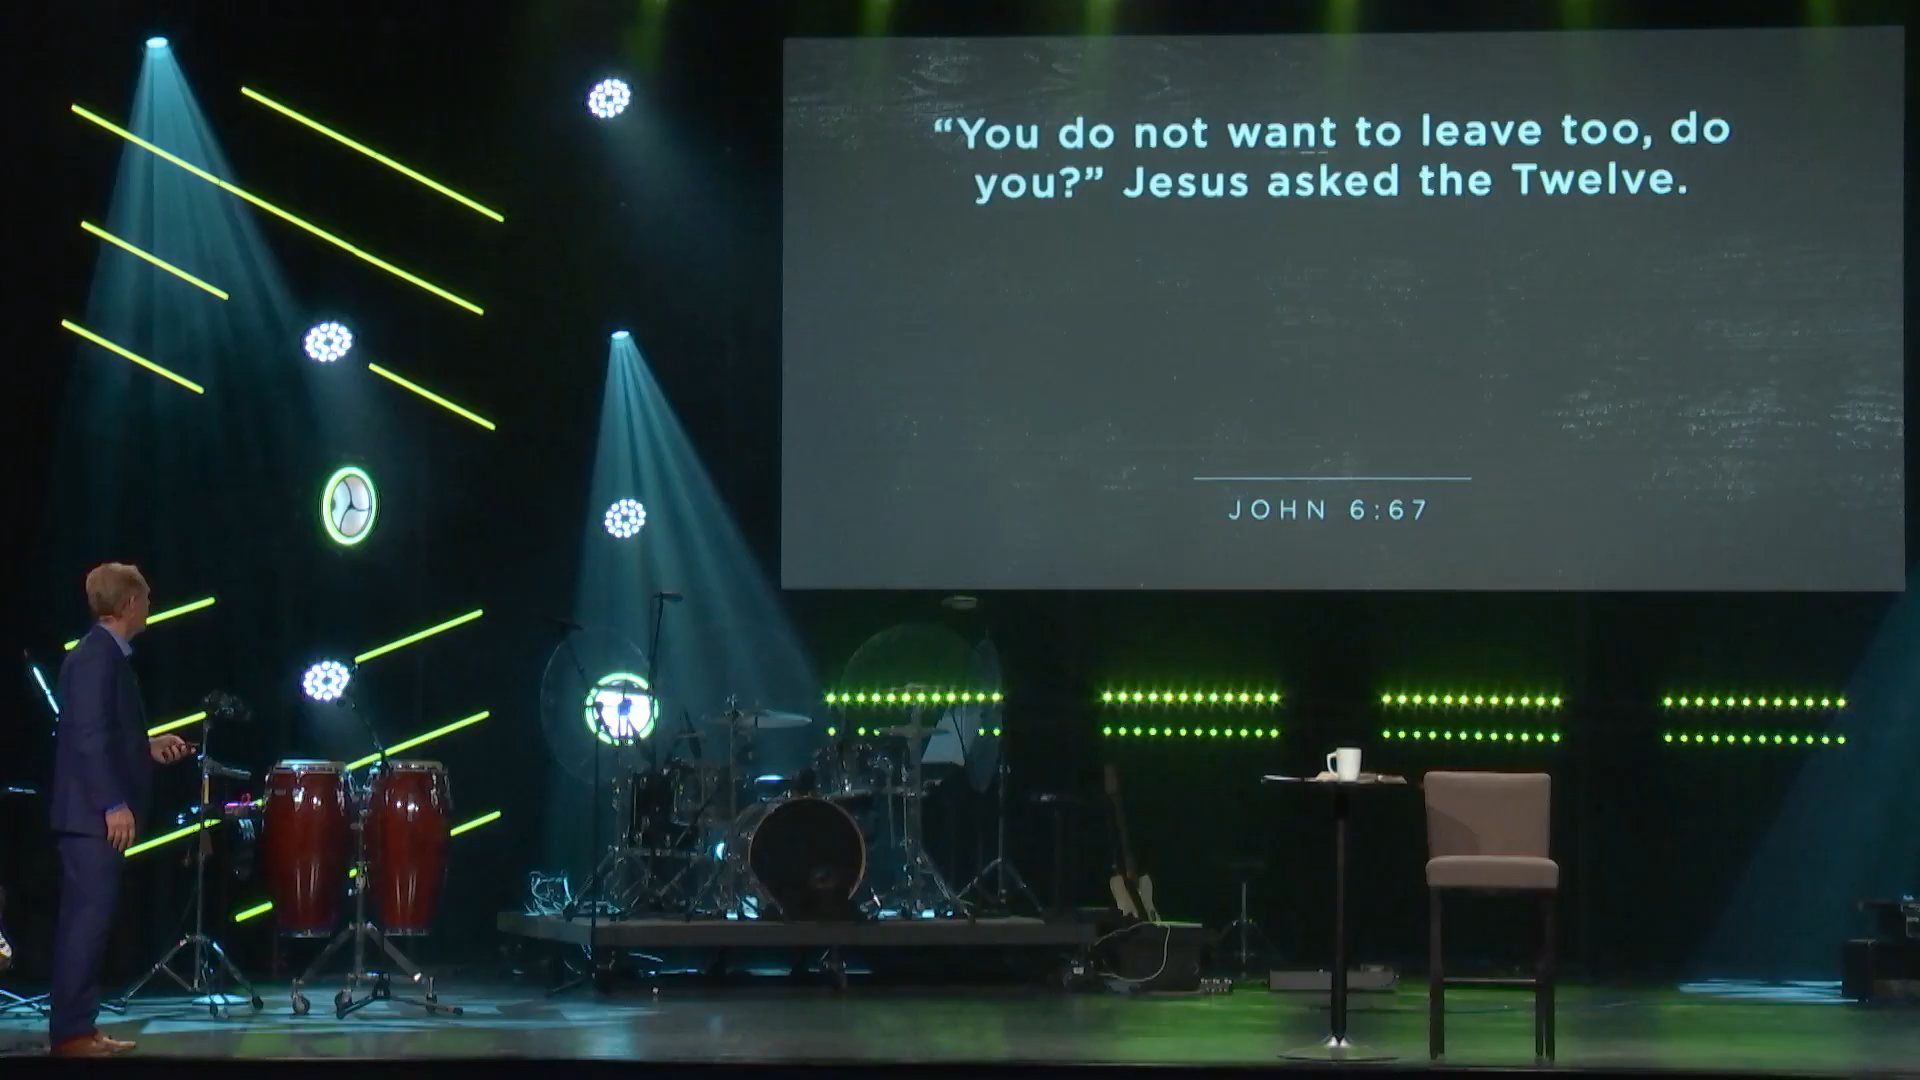 “You do not want to leave too, do
you?” Jesus asked the Twelve.
JOHN 6:67